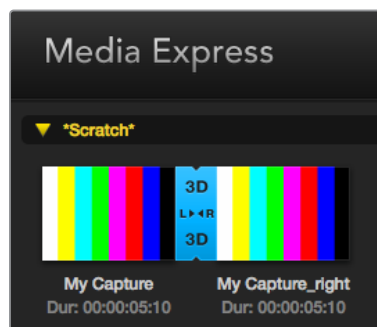 Media Express
*Scratch*
3D
L▶◀R
3D
My Capture My Capture_right
Dur: 00:00:05:10 Dur: 00:00:05:10